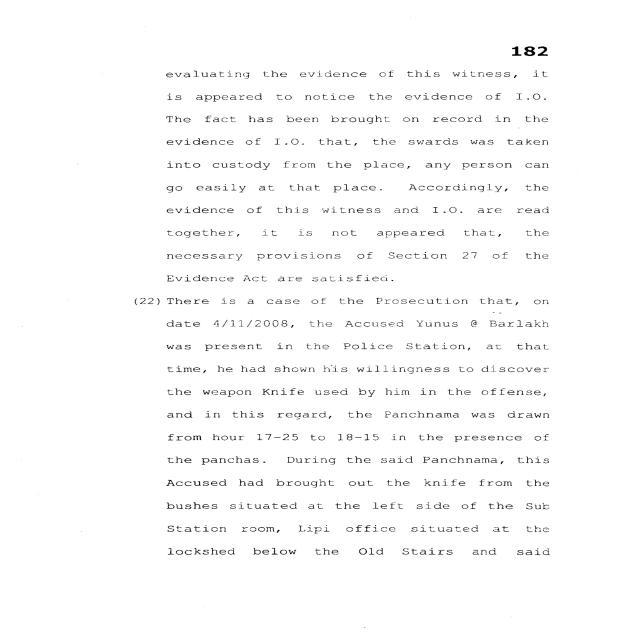 182
evaluating the evidence of this witness, it
is appeared to notice the evidence of I.O.
The fact has been brought on record in the
evidence of I.O. that, the swards was taken
into custody from the place, any person can
go easily at that place. Accordingly, the
evidence of this witness and I.O. are read
together, it is not appeared that, the
necessary provisions of Section 27 of the
Evidence Act are satisfied.
(22) There is a case of the Prosecution that, on
date 4/11/2008, the Accused Yunus @ Barlakh
was present in the Police Station, at that
time, he had shown his willingness to discover
the weapon Knife used by him in the offense,
and in this regard, the Panchnama was drawn
from hour 17-25 to 18-15 in the presence of
the panchas. During the said Panchnama, this
Accused had brought out the knife from the
bushes situated at the left side of the Sub
Station room, Lipi office situated at the
lockshed below the Old Stairs and said